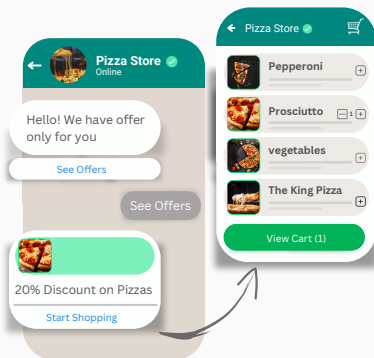 Pizza Store
Online
Hello! We have offer
only for you
See Offers
See Offers
20% Discount on Pizzas
Start Shopping
Pizza Store
Pepperoni
Prosciutto
1
vegetables
The King Pizza
View Cart (1)